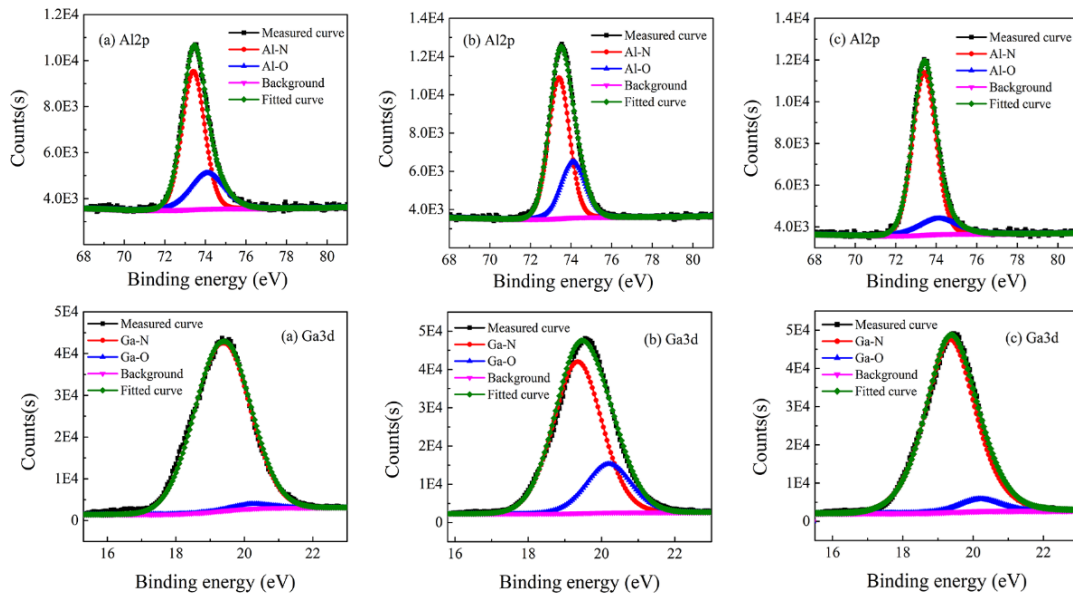 (a) Al2p
Measured curve
Al-N
Al-O
Background
Fitted curve
1.2E4
1.0E4
8.0E3
6.0E3
4.0E3
Counts(s)
68 70 72 74 76 78 80
Binding energy (eV)
(b) Al2p
Measured curve
Al-N
Al-O
Background
Fitted curve
1.4E4
1.2E4
1.0E4
8.0E3
6.0E3
4.0E3
2.0E3
Counts(s)
68 70 72 74 76 78 80
Binding energy (eV)
(c) Al2p
Measured curve
Al-N
Al-O
Background
Fitted curve
1.4E4
1.2E4
1.0E4
8.0E3
6.0E3
4.0E3
Counts(s)
68 70 72 74 76 78 80
Binding energy (eV)
(a) Ga3d
Measured curve
Ga-N
Ga-O
Background
Fitted curve
5E4
4E4
3E4
2E4
1E4
0
Counts(s)
16 18 20 22
Binding energy (eV)
(b) Ga3d
Measured curve
Ga-N
Ga-O
Background
Fitted curve
5E4
4E4
3E4
2E4
1E4
0
Counts(s)
16 18 20 22
Binding energy (eV)
(c) Ga3d
Measured curve
Ga-N
Ga-O
Background
Fitted curve
5E4
4E4
3E4
2E4
1E4
0
Counts(s)
16 18 20 22
Binding energy (eV)